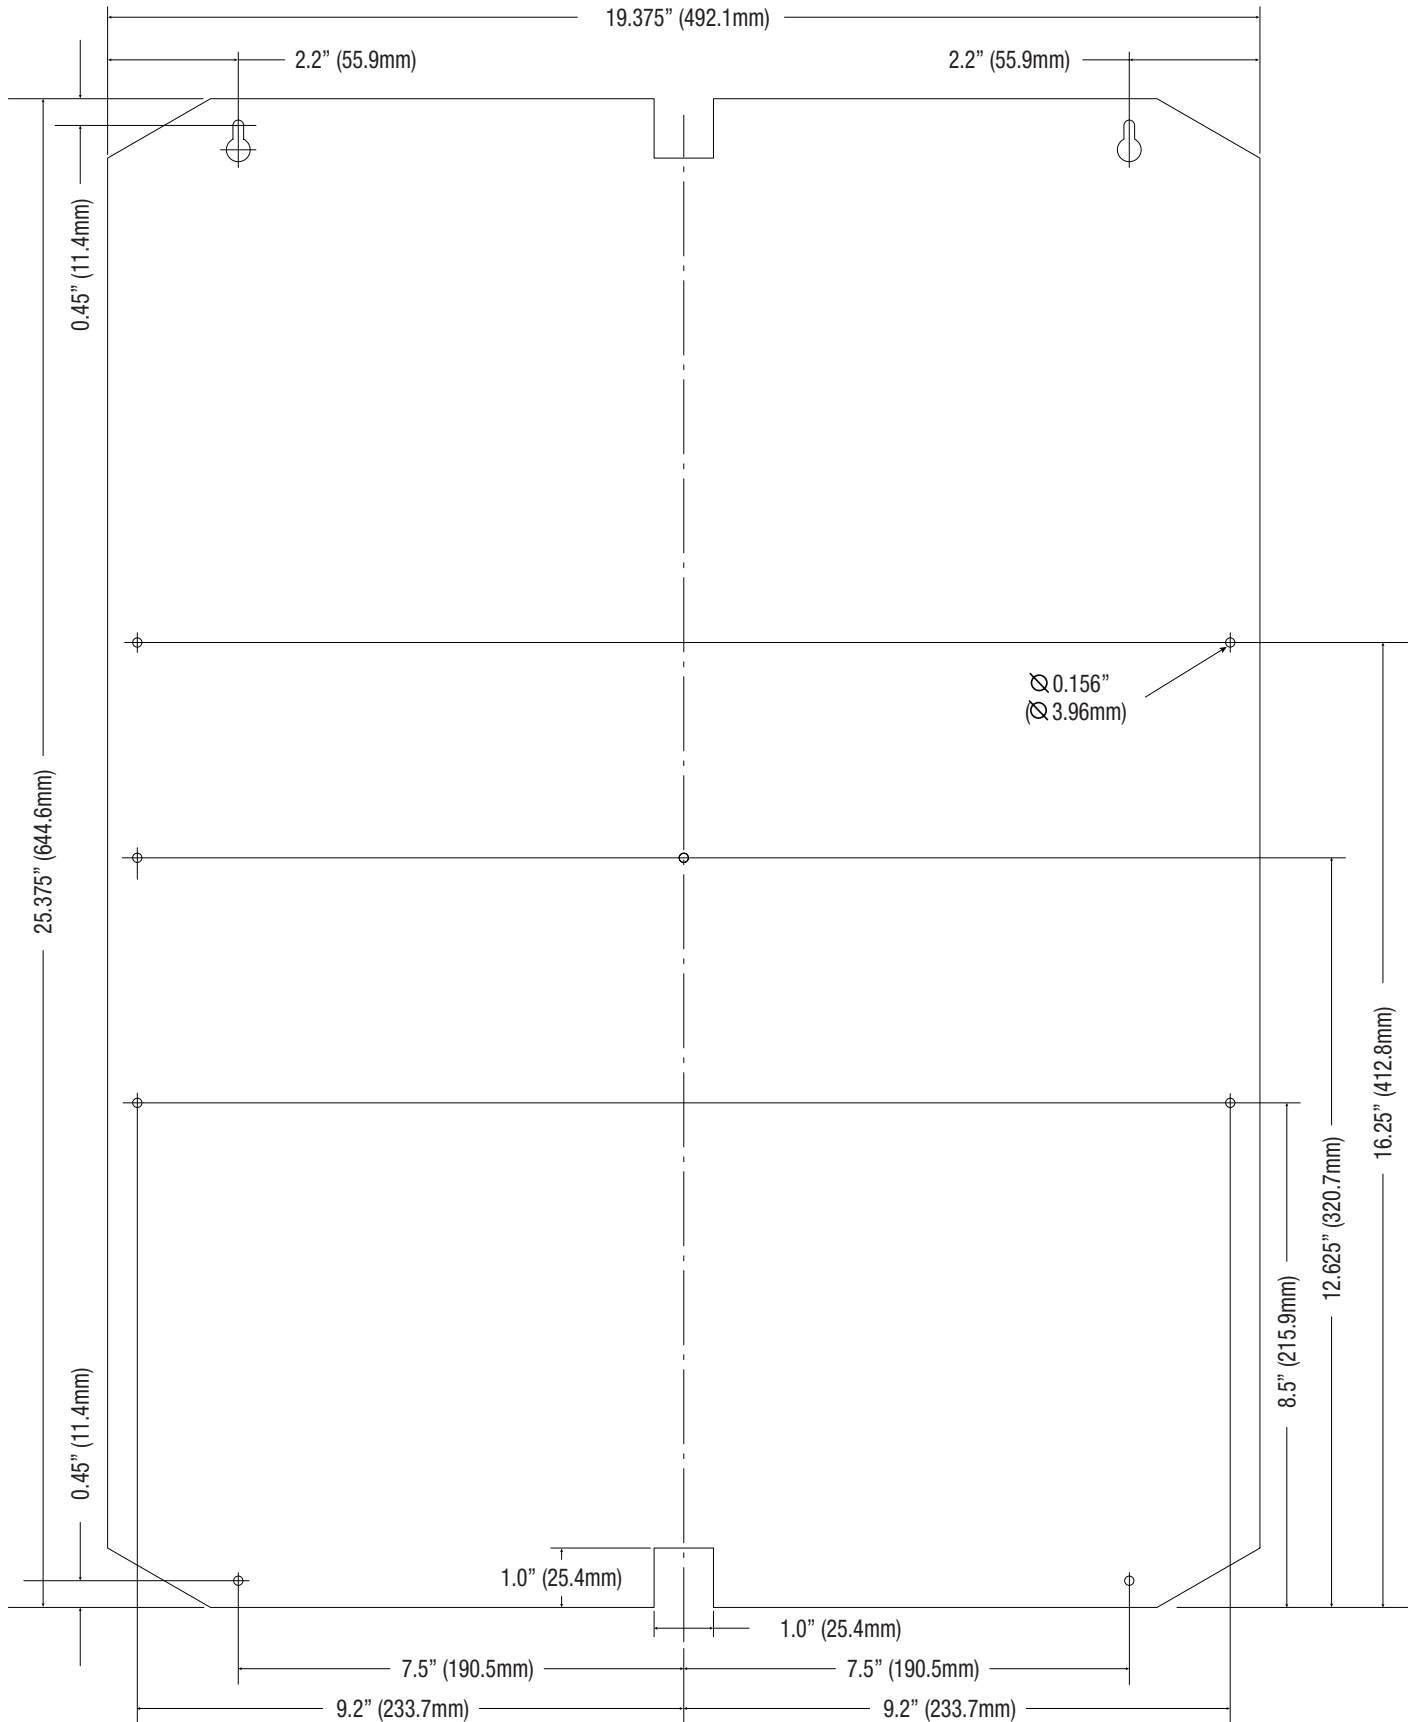 19.375” (492.1mm)
2.2” (55.9mm)
2.2” (55.9mm)
0.45” (11.4mm)
Ø 0.156”
(Ø 3.96mm)
25.375” (644.6mm)
16.25” (412.8mm)
12.625” (320.7mm)
8.5” (215.9mm)
0.45” (11.4mm)
1.0” (25.4mm)
1.0” (25.4mm)
7.5” (190.5mm)
7.5” (190.5mm)
9.2” (233.7mm)
9.2” (233.7mm)